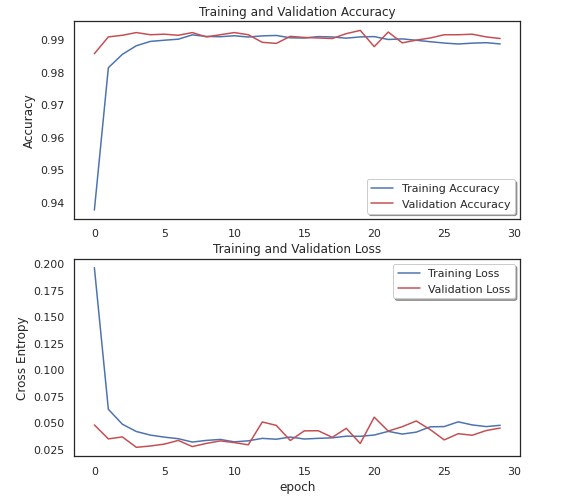 Training and Validation Accuracy
Accuracy
0.99
0.98
0.97
0.96
0.95
0.94
Training Accuracy
Validation Accuracy
0 5 10 15 20 25 30
Training and Validation Loss
Cross Entropy
0.200
0.175
0.150
0.125
0.100
0.075
0.050
0.025
Training Loss
Validation Loss
0 5 10 15 20 25 30
epoch